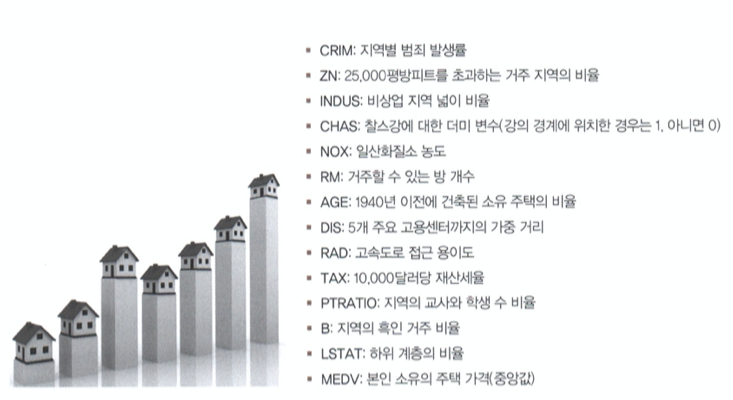 ▪ CRIM: 지역별 범죄 발생률
▪ ZN: 25,000평방피트를 초과하는 거주 지역의 비율
▪ INDUS: 비상업 지역 넓이 비율
▪ CHAS: 찰스강에 대한 더미 변수(강의 경계에 위치한 경우는 1, 아니면 0)
▪ NOX: 일산화질소 농도
▪ RM: 거주할 수 있는 방 개수
▪ AGE: 1940년 이전에 건축된 소유 주택의 비율
▪ DIS: 5개 주요 고용센터까지의 가중 거리
▪ RAD: 고속도로 접근 용이도
▪ TAX: 10,000달러당 재산세율
▪ PTRATIO: 지역의 교사와 학생 수 비율
▪ B: 지역의 흑인 거주 비율
▪ LSTAT: 하위 계층의 비율
▪ MEDV: 본인 소유의 주택 가격(중앙값)